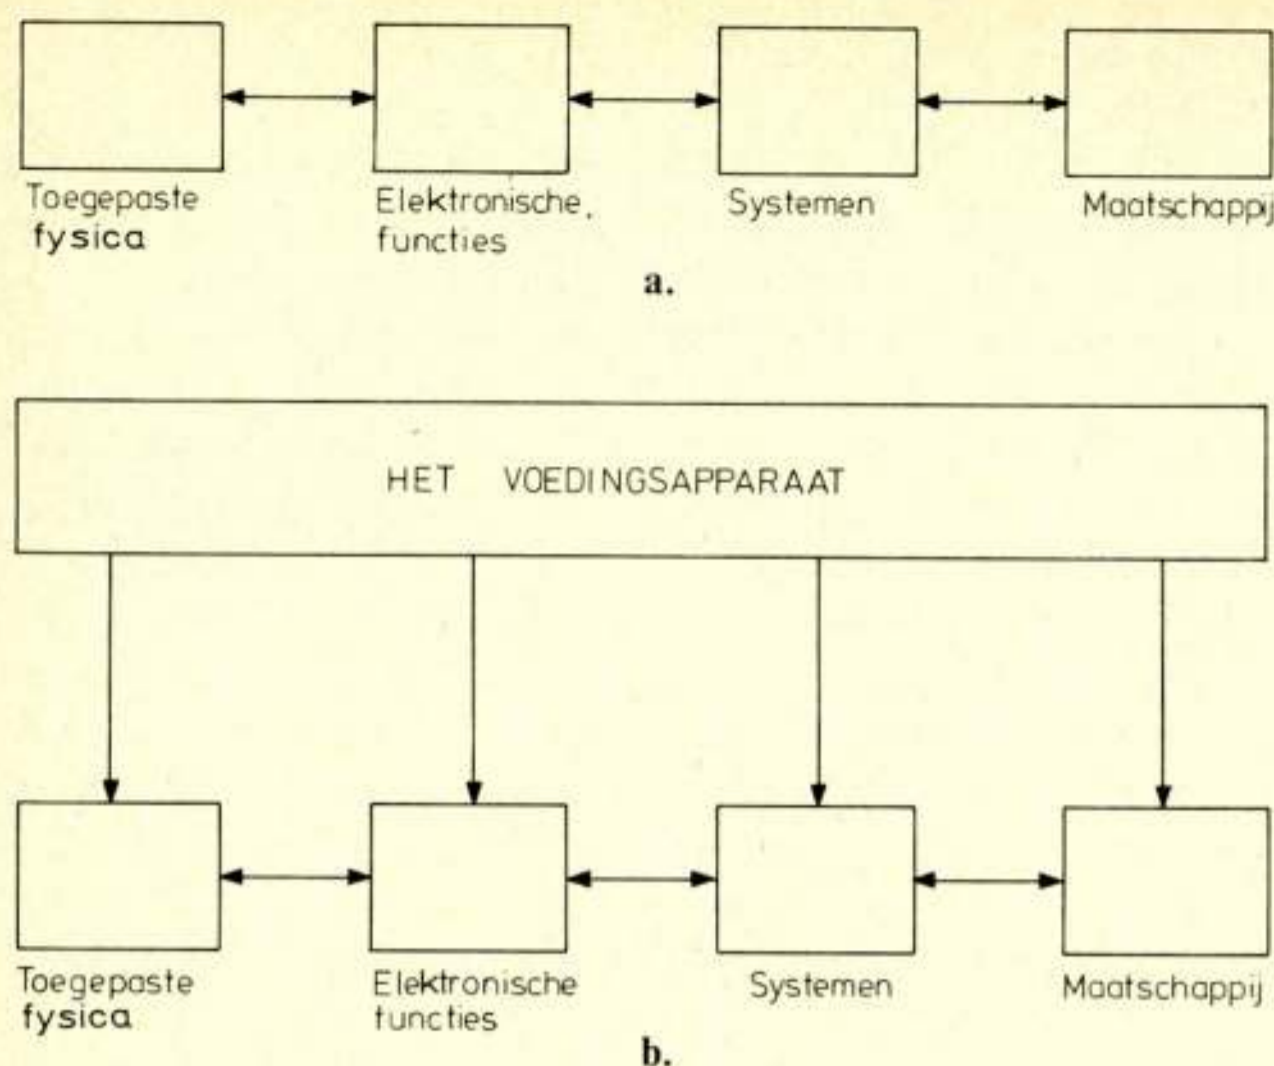 Toegepaste
fysica
Elektronische,
functies
Systemen
Maatschappij
a.
HET VOEDINGSAPPARAAT
Toegepaste
fysica
Elektronische
functies
Systemen
Maatschappij
b.